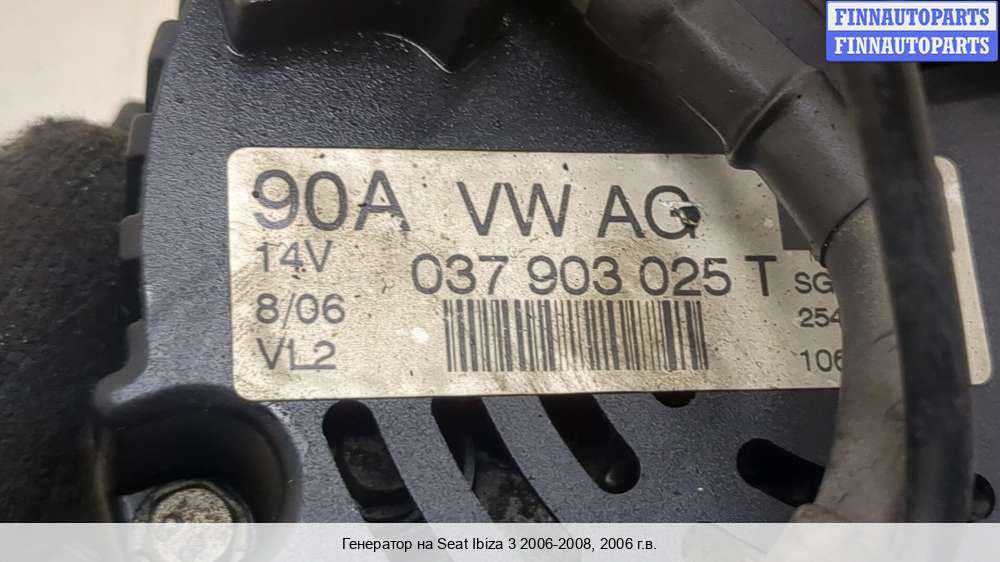 FINNAUTOPARTS
FINNAUTOPARTS
90A VW AG
14V 037 903 025 T SG
8/06 254
VL2 106
Генератор на Seat Ibiza 3 2006-2008, 2006 г.в.